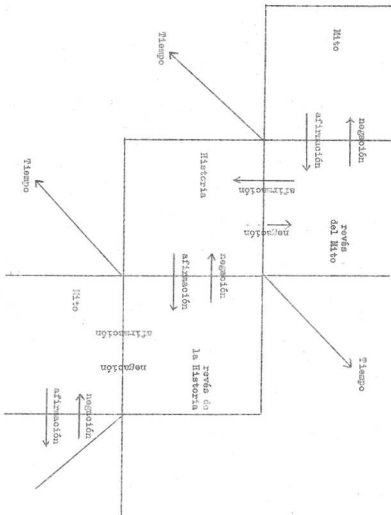 negación
Tiempo
Mito
revés
del Mito
afirmación
afirmación
negación
negación
revés de
la Historia
Historia
afirmación
Tiempo
afirmación
negación
negación
Mito
afirmación
Tiempo